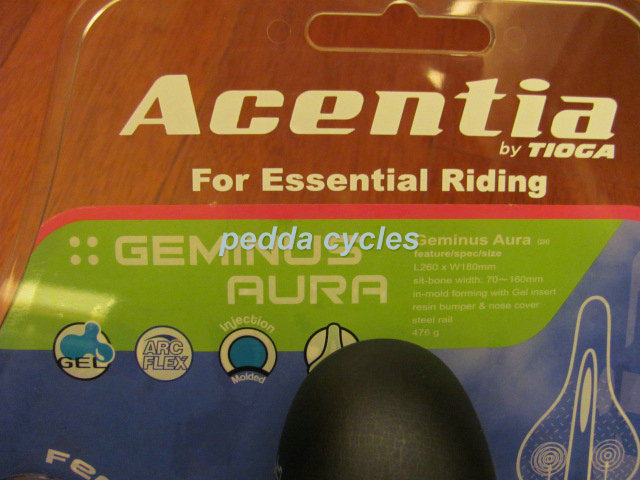 Acentia
by TIOGA
For Essential Riding
:: GEMINUS
AURA
pedda cycles
Geminus Aura
feature/spec/size
L260 x W180mm
sit-bone width: 70~160mm
in-mold forming with Gel insert
resin bumper & nose cover
steel rail
476 g
GEL
ARC
FLEX
Injection
Molded